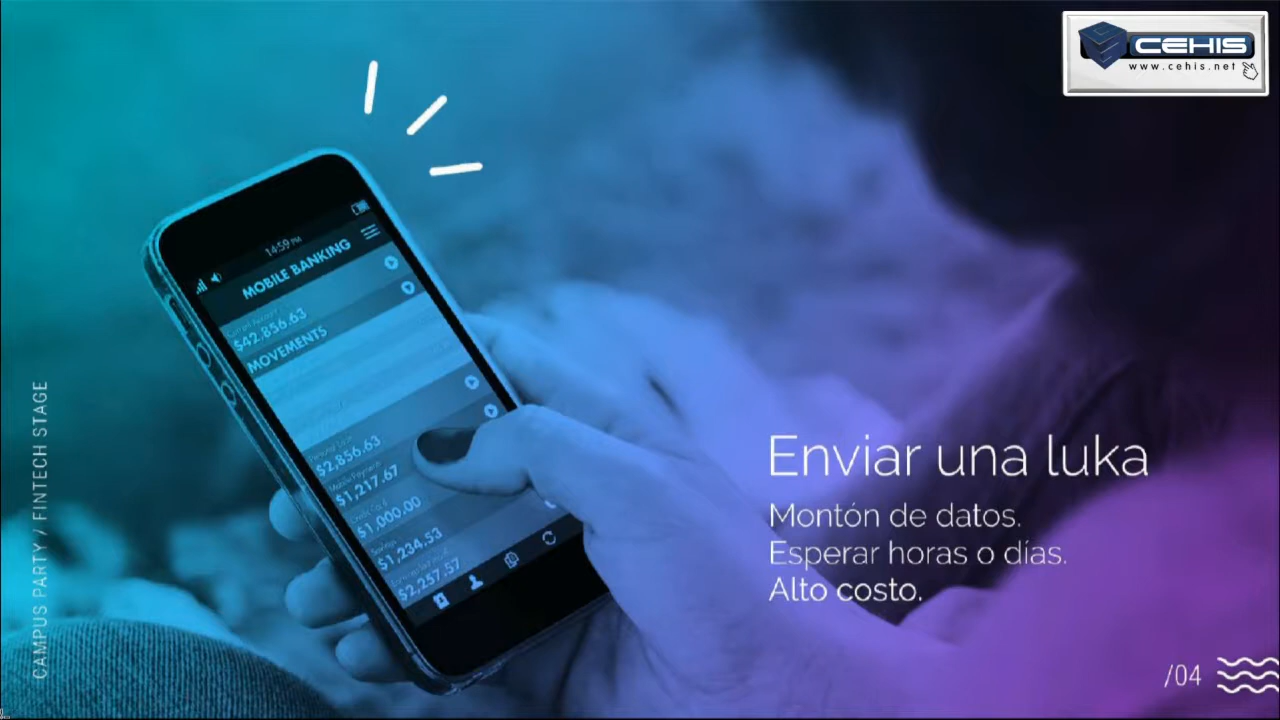 CEHIS
www.cehis.net
14:59 PM
MOBILE BANKING
$42,856.63
MOVEMENTS
$2,856.63
$1,217.67
$1,000.00
$1,234.53
$2,257.57
Enviar una luka
Montón de datos.
Esperar horas o días.
Alto costo.
CAMPUS PARTY / FINTECH STAGE
/04